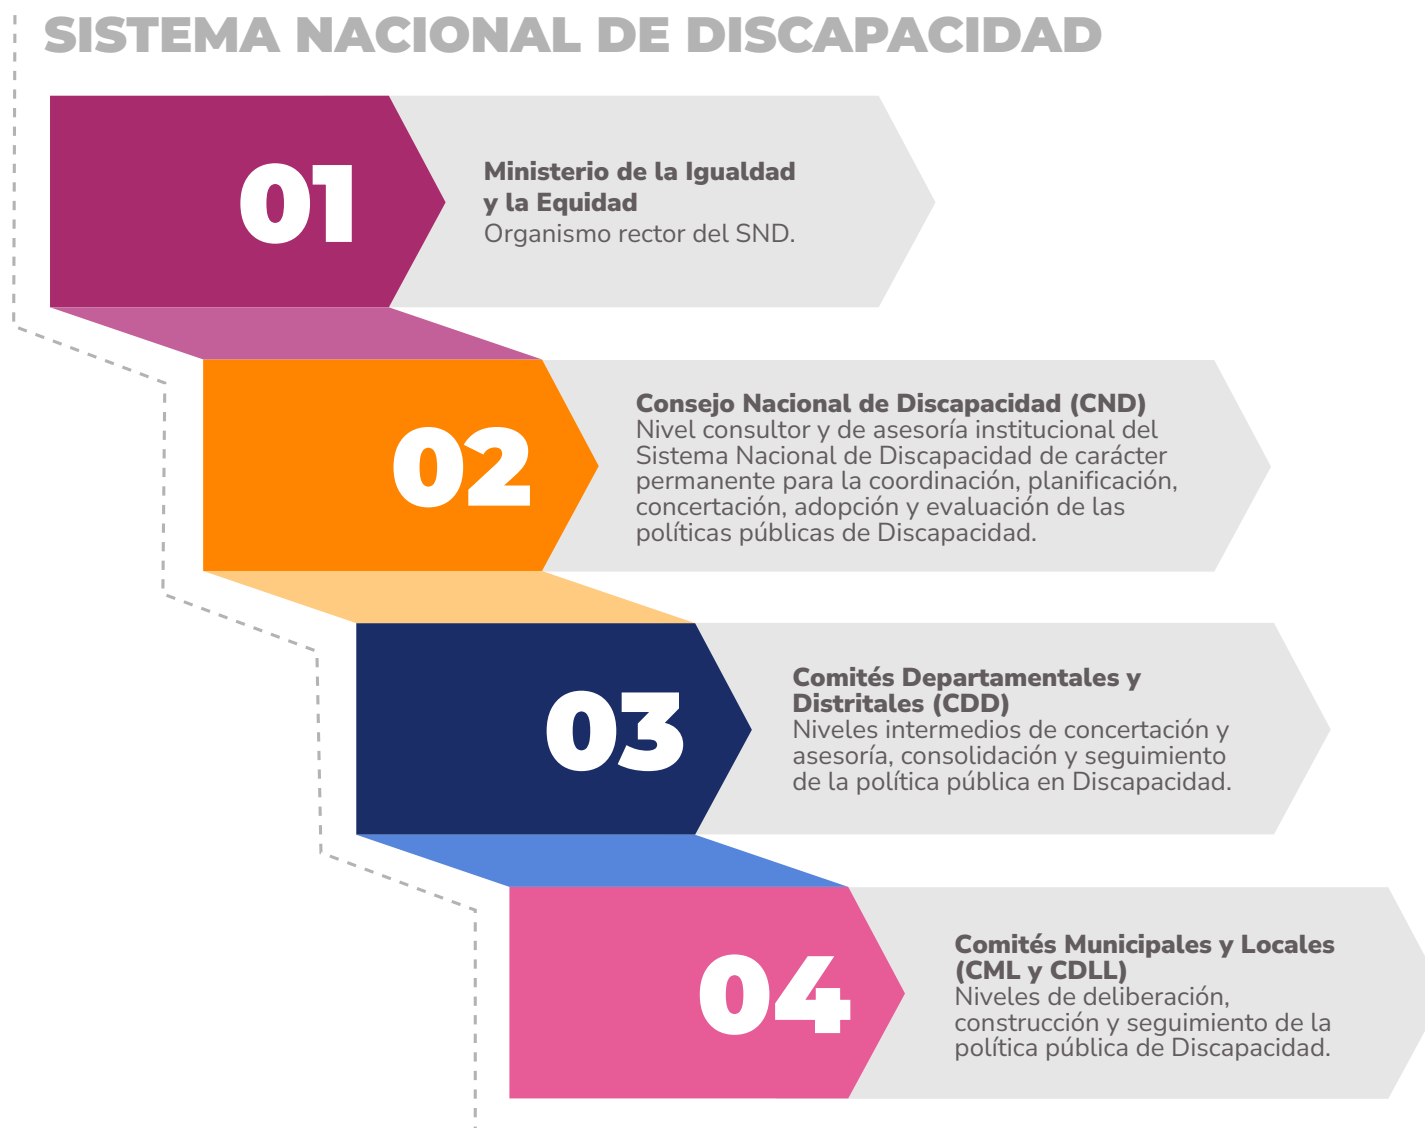 SISTEMA NACIONAL DE DISCAPACIDAD
01
Ministerio de la Igualdad
y la Equidad
Organismo rector del SND.
02
Consejo Nacional de Discapacidad (CND)
Nivel consultor y de asesoría institucional del
Sistema Nacional de Discapacidad de carácter
permanente para la coordinación, planificación,
concertación, adopción y evaluación de las
políticas públicas de Discapacidad.
03
Comités Departamentales y
Distritales (CDD)
Niveles intermedios de concertación y
asesoría, consolidación y seguimiento
de la política pública en Discapacidad.
04
Comités Municipales y Locales
(CML y CDLL)
Niveles de deliberación,
construcción y seguimiento de la
política pública de Discapacidad.